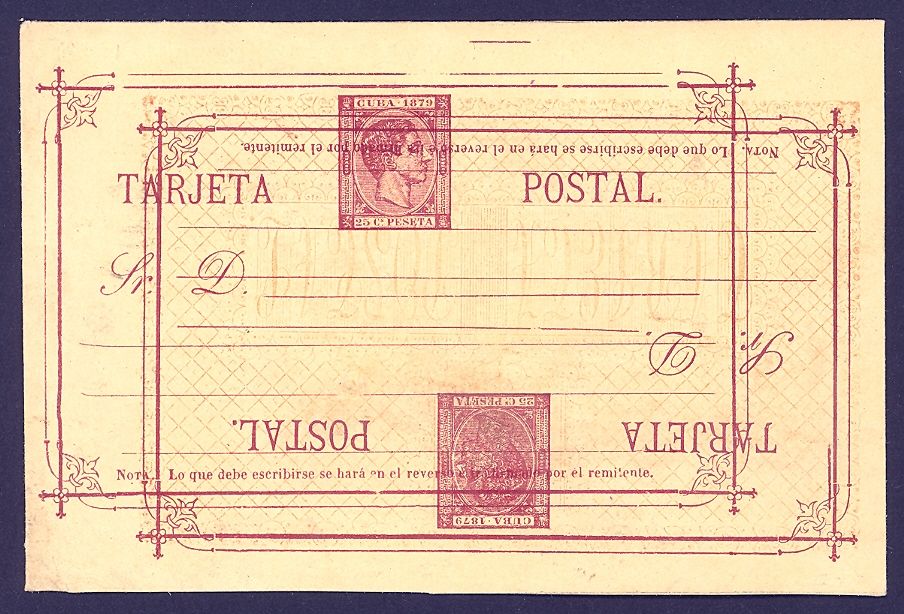 CUBA · 1879
NOTA. Lo que debe escribirse se hará en el reverso é irá firmado por el remitente.
TARJETA POSTAL.
25 Cs PESETA
Sr. D.
Sr. D.
25 Cs PESETA
TARJETA POSTAL.
NOTA. Lo que debe escribirse se hará en el reverso é irá firmado por el remitente.
CUBA · 1879